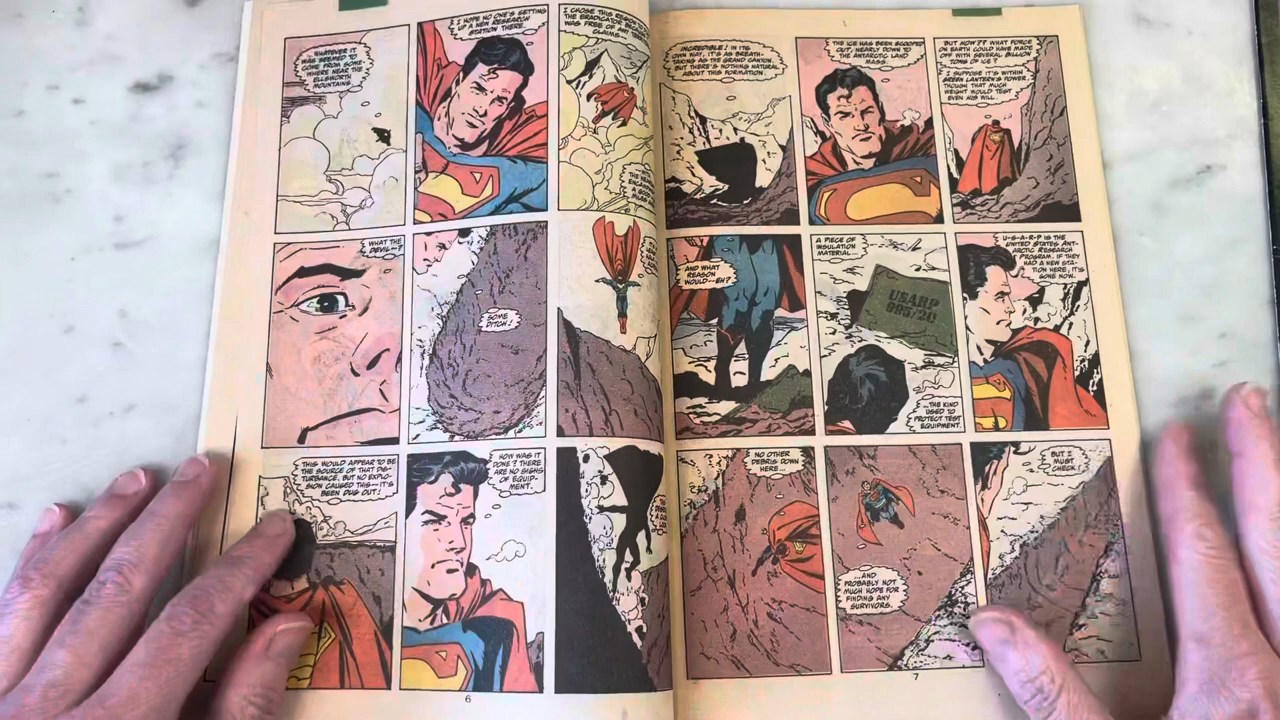 WHATEVER IT
WAS SEEMED TO
COME FROM SOME-
WHERE NEAR THE
ELLSWORTH
MOUNTAINS.
I HOPE NO ONE'S SETTING
UP A NEW RESEARCH
STATION THERE.
I CHOSE THIS REGION TO
THE ERADICATOR BECAUSE
WAS FREE OF ANY
CLAIMS...
WHAT THE
DEVIL--?
SOME
DITCH!
THIS WOULD APPEAR TO BE
THE SOURCE OF THAT DIS-
TURBANCE, BUT NO EXPLO-
SION CAUSED THIS--IT'S
BEEN DUG OUT!
HOW WAS IT
DONE? THERE
ARE NO SIGNS
OF EQUIP-
MENT.
6
INCREDIBLE! IN ITS
OWN WAY, IT'S AS BREATH-
TAKING AS THE GRAND CANYON.
BUT THERE'S NOTHING NATURAL
ABOUT THIS FORMATION.
THE ICE HAS BEEN SCOOPED
OUT, NEARLY DOWN TO
THE ANTARCTIC LAND
MASS.
BUT HOW?? WHAT FORCE
ON EARTH COULD HAVE MADE
OFF WITH SEVERAL BILLION
TONS OF ICE?
I SUPPOSE IT'S WITHIN
GREEN LANTERN'S POWER,
THOUGH THAT MUCH
WEIGHT WOULD TEST
EVEN HIS WILL.
AND WHAT
REASON
WOULD--EH?
A PIECE OF
INSULATION
MATERIAL...
USARP
085/20
...THE KIND
USED TO
PROTECT TEST
EQUIPMENT.
U-S-A-R-P IS THE
UNITED STATES ANT-
ARCTIC RESEARCH
PROGRAM. IF THEY
HAD A NEW STA-
TION HERE, IT'S
GONE NOW.
NO OTHER
DEBRIS DOWN
HERE...
...AND
PROBABLY NOT
MUCH HOPE FOR
FINDING ANY
SURVIVORS.
BUT I
MUST
CHECK!
7